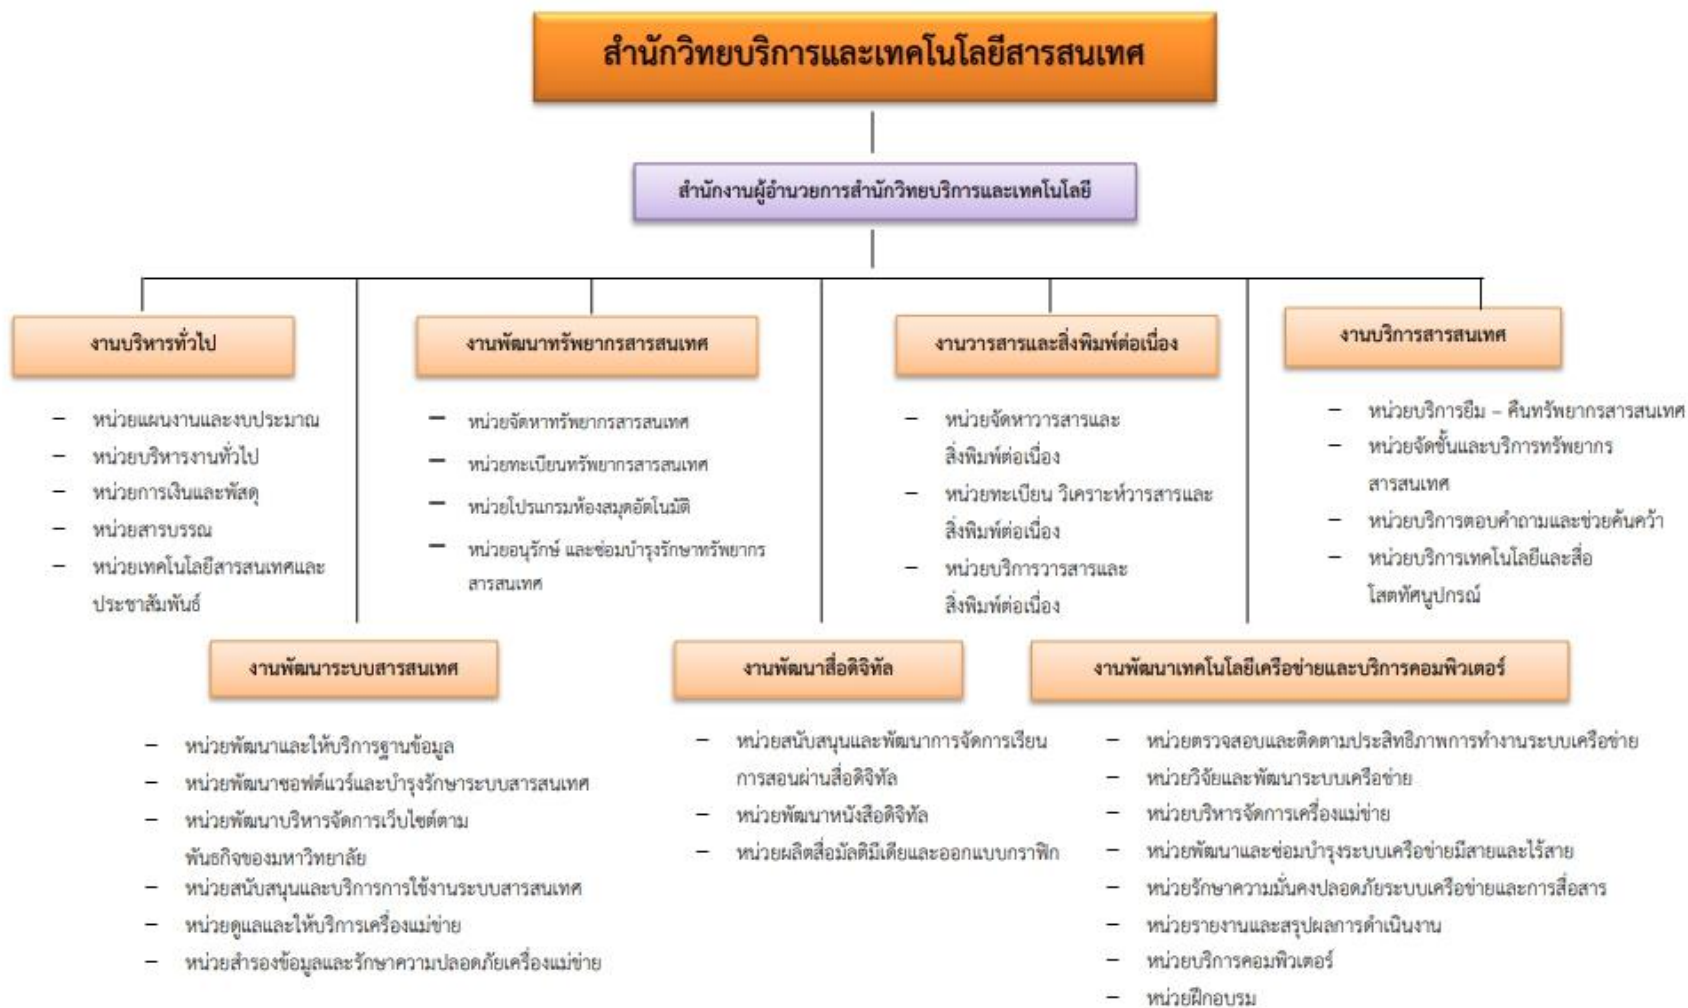 สำนักวิทยบริการและเทคโนโลยีสารสนเทศ
สำนักงานผู้อำนวยการสำนักวิทยบริการและเทคโนโลยี
งานบริหารทั่วไป
– หน่วยแผนงานและงบประมาณ
– หน่วยบริหารงานทั่วไป
– หน่วยการเงินและพัสดุ
– หน่วยสารบรรณ
– หน่วยเทคโนโลยีสารสนเทศและ
ประชาสัมพันธ์
งานพัฒนาทรัพยากรสารสนเทศ
– หน่วยจัดหาทรัพยากรสารสนเทศ
– หน่วยทะเบียนทรัพยากรสารสนเทศ
– หน่วยโปรแกรมห้องสมุดอัตโนมัติ
– หน่วยอนุรักษ์ และซ่อมบำรุงรักษาทรัพยากร
สารสนเทศ
งานวารสารและสิ่งพิมพ์ต่อเนื่อง
– หน่วยจัดหาวารสารและ
สิ่งพิมพ์ต่อเนื่อง
– หน่วยทะเบียน วิเคราะห์วารสารและ
สิ่งพิมพ์ต่อเนื่อง
– หน่วยบริการวารสารและ
สิ่งพิมพ์ต่อเนื่อง
งานบริการสารสนเทศ
– หน่วยบริการยืม – คืนทรัพยากรสารสนเทศ
– หน่วยจัดชั้นและบริการทรัพยากร
สารสนเทศ
– หน่วยบริการตอบคำถามและช่วยค้นคว้า
– หน่วยบริการเทคโนโลยีและสื่อ
โสตทัศนูปกรณ์
งานพัฒนาระบบสารสนเทศ
– หน่วยพัฒนาและให้บริการฐานข้อมูล
– หน่วยพัฒนาซอฟต์แวร์และบำรุงรักษาระบบสารสนเทศ
– หน่วยพัฒนาบริหารจัดการเว็บไซต์ตาม
พันธกิจของมหาวิทยาลัย
– หน่วยสนับสนุนและบริการการใช้งานระบบสารสนเทศ
– หน่วยดูแลและให้บริการเครื่องแม่ข่าย
– หน่วยสำรองข้อมูลและรักษาความปลอดภัยเครื่องแม่ข่าย
งานพัฒนาสื่อดิจิทัล
– หน่วยสนับสนุนและพัฒนาการจัดการเรียน
การสอนผ่านสื่อดิจิทัล
– หน่วยพัฒนาหนังสือดิจิทัล
– หน่วยผลิตสื่อมัลติมีเดียและออกแบบกราฟิก
งานพัฒนาเทคโนโลยีเครือข่ายและบริการคอมพิวเตอร์
– หน่วยตรวจสอบและติดตามประสิทธิภาพการทำงานระบบเครือข่าย
– หน่วยวิจัยและพัฒนาระบบเครือข่าย
– หน่วยบริหารจัดการเครื่องแม่ข่าย
– หน่วยพัฒนาและซ่อมบำรุงระบบเครือข่ายมีสายและไร้สาย
– หน่วยรักษาความมั่นคงปลอดภัยระบบเครือข่ายและการสื่อสาร
– หน่วยรายงานและสรุปผลการดำเนินงาน
– หน่วยบริการคอมพิวเตอร์
– หน่วยฝึกอบรม